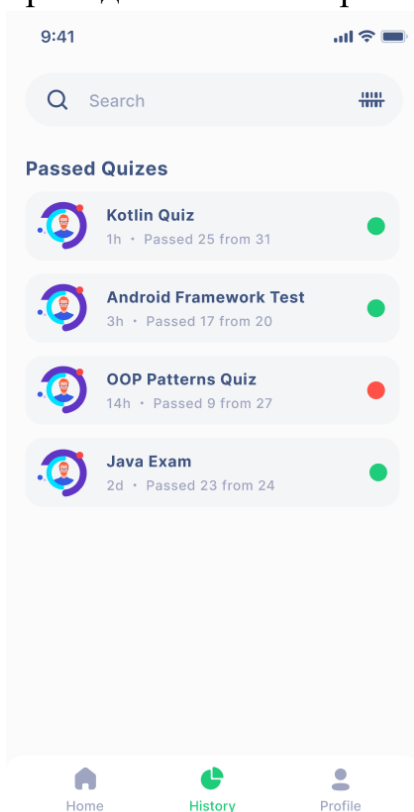 9:41
Search
Passed Quizes
Kotlin Quiz
1h • Passed 25 from 31
Android Framework Test
3h • Passed 17 from 20
OOP Patterns Quiz
14h • Passed 9 from 27
Java Exam
2d • Passed 23 from 24
Home History Profile